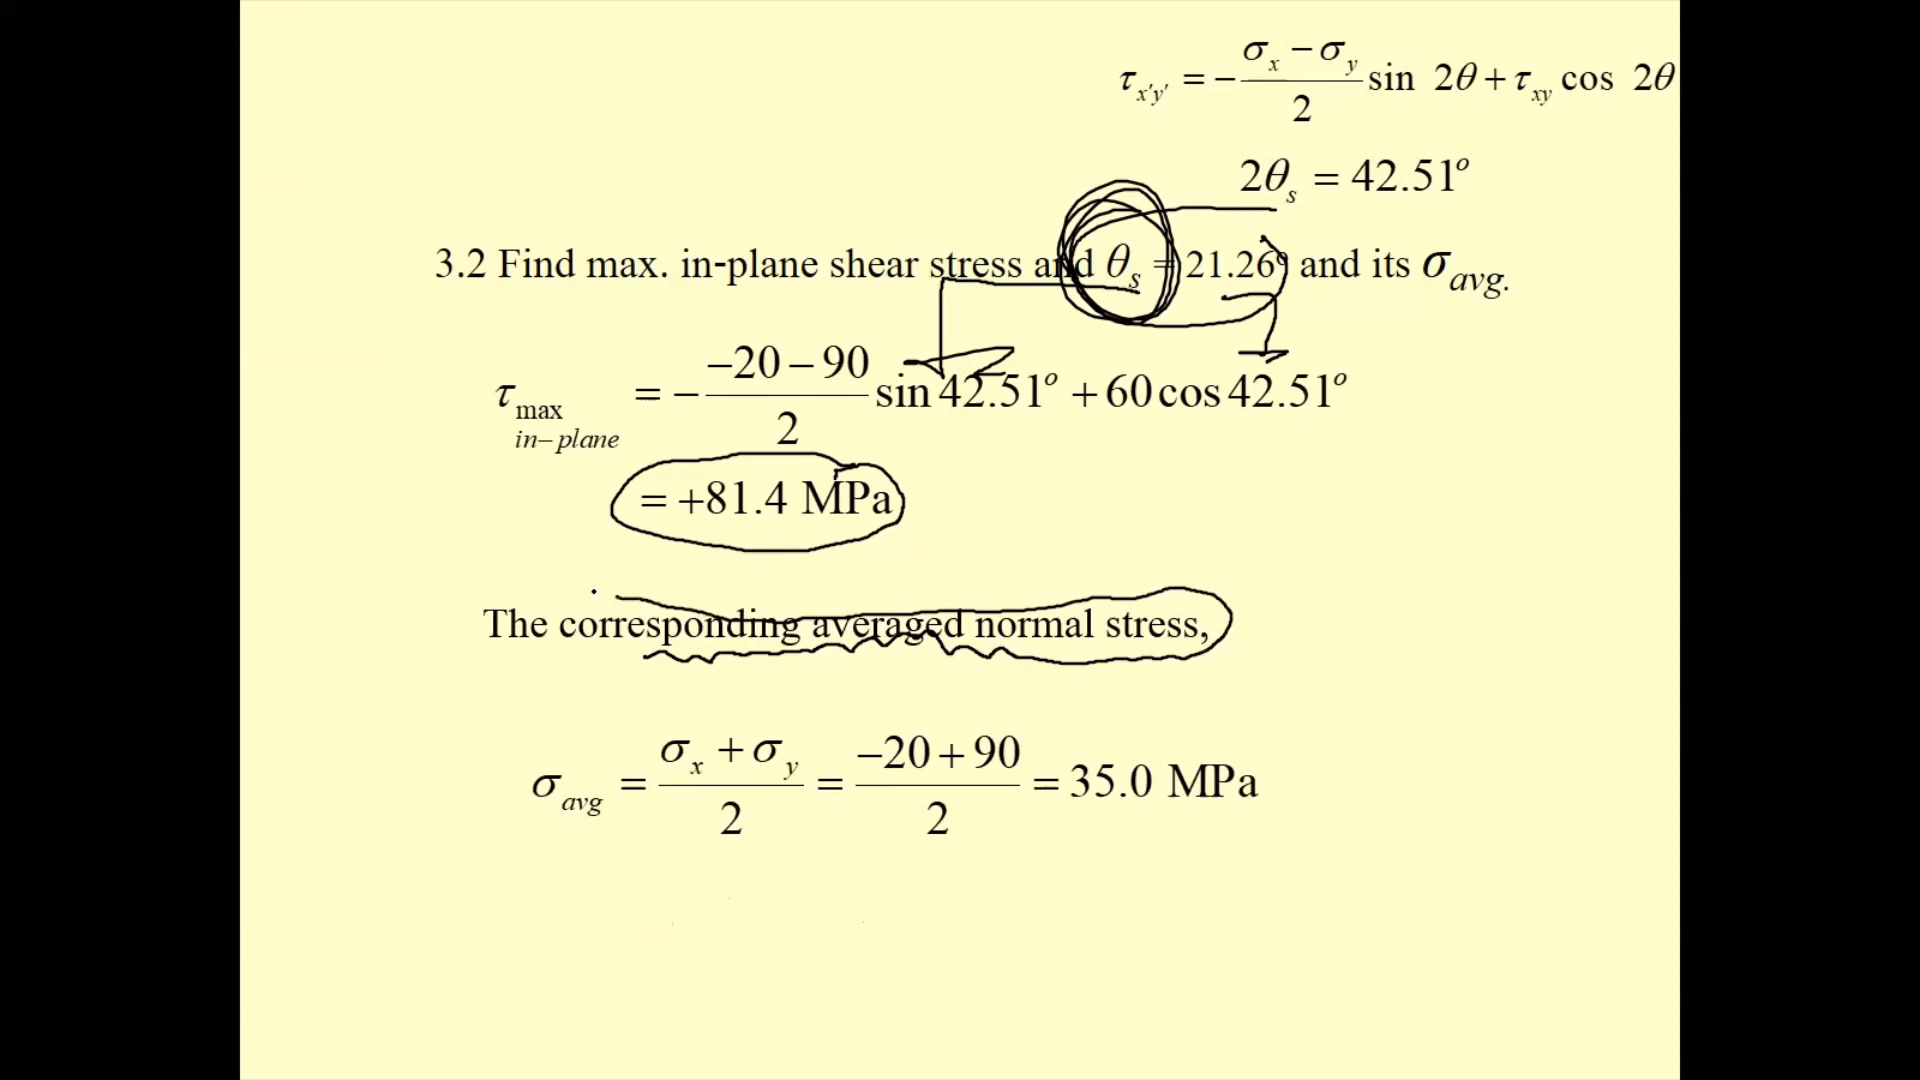 τx'y' = − (σx − σy)/2 sin 2θ + τxy cos 2θ
2θs = 42.51°
3.2 Find max. in-plane shear stress and θs = 21.26° and its σavg.
τ max in−plane = − (−20 − 90)/2 sin 42.51° + 60 cos 42.51°
= +81.4 MPa
The corresponding averaged normal stress,
σavg = (σx + σy)/2 = (−20 + 90)/2 = 35.0 MPa